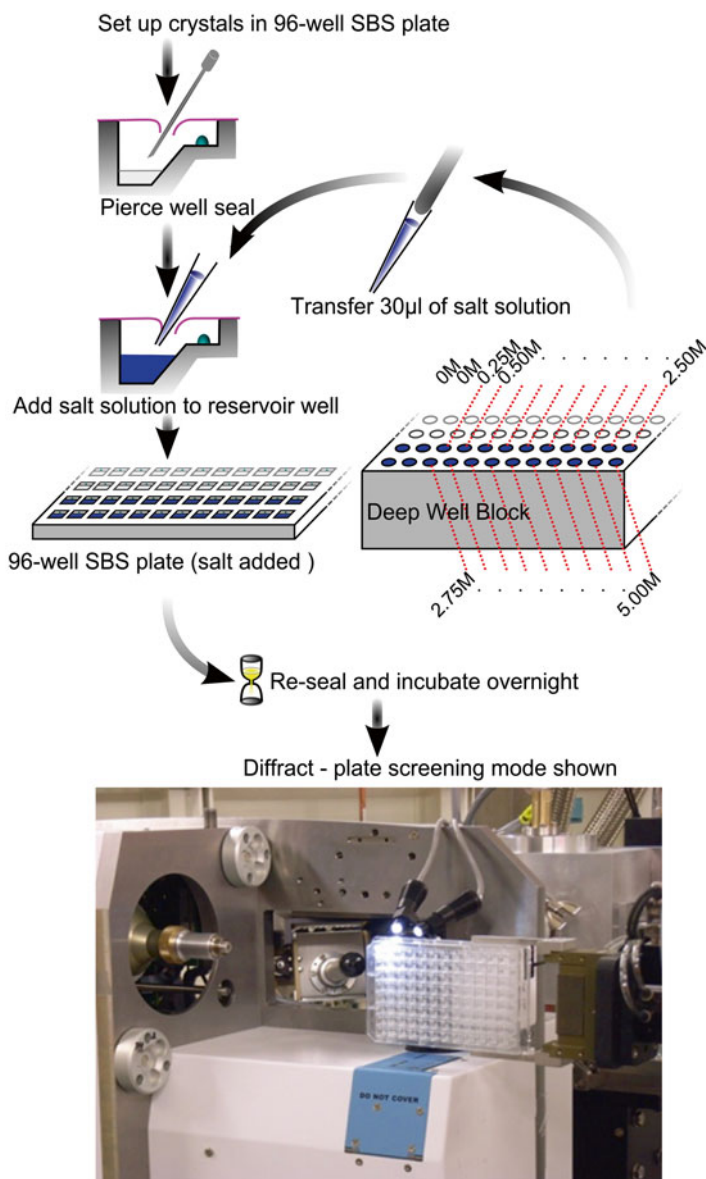 Set up crystals in 96-well SBS plate
Pierce well seal
Transfer 30µl of salt solution
Add salt solution to reservoir well
0M
0M
0.25M
0.50M
. . . . . . . .
2.50M
Deep Well Block
96-well SBS plate (salt added )
2.75M
. . . . . . . .
5.00M
Re-seal and incubate overnight
Diffract - plate screening mode shown
DO NOT COVER